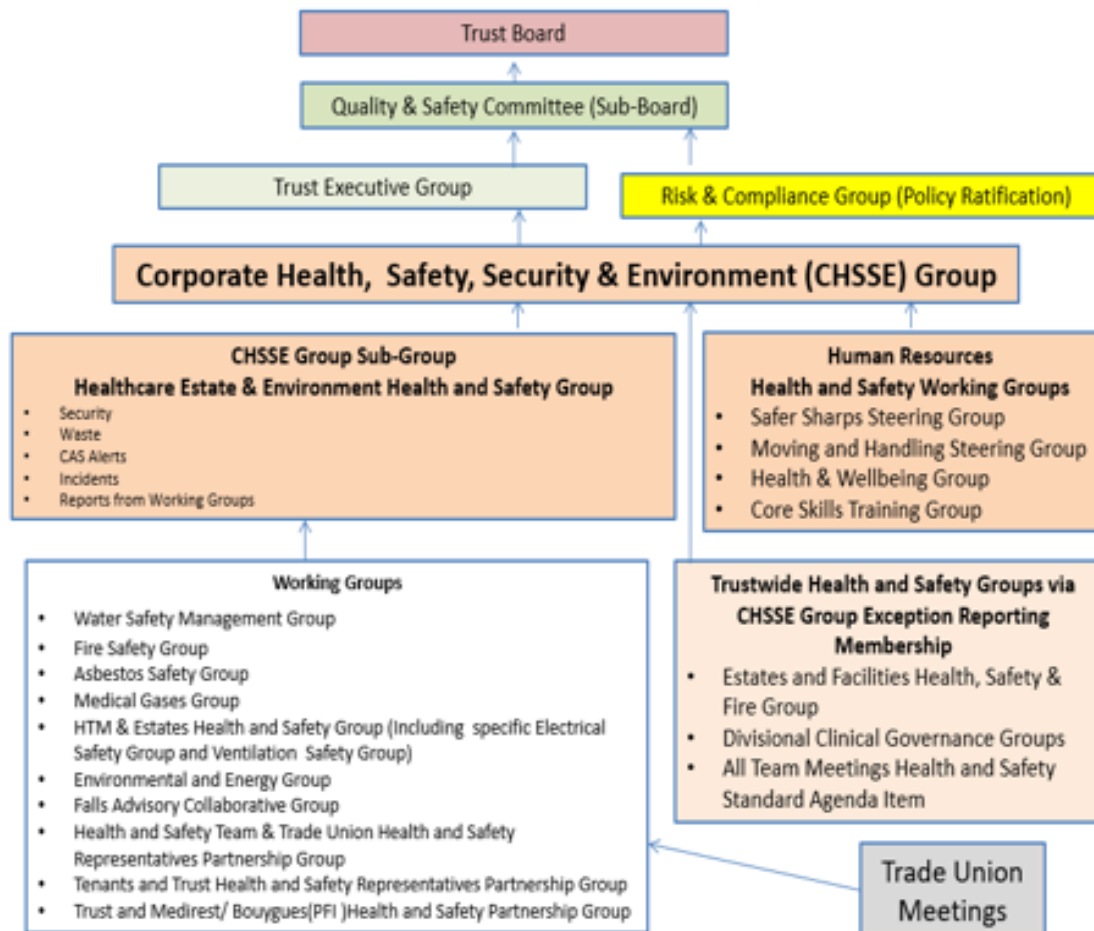 Trust Board
Quality & Safety Committee (Sub-Board)
Trust Executive Group
Risk & Compliance Group (Policy Ratification)
Corporate Health, Safety, Security & Environment (CHSSE) Group
CHSSE Group Sub-Group
Healthcare Estate & Environment Health and Safety Group
• Security
• Waste
• CAS Alerts
• Incidents
• Reports from Working Groups
Human Resources
Health and Safety Working Groups
• Safer Sharps Steering Group
• Moving and Handling Steering Group
• Health & Wellbeing Group
• Core Skills Training Group
Working Groups
• Water Safety Management Group
• Fire Safety Group
• Asbestos Safety Group
• Medical Gases Group
• HTM & Estates Health and Safety Group (Including specific Electrical
Safety Group and Ventilation Safety Group)
• Environmental and Energy Group
• Falls Advisory Collaborative Group
• Health and Safety Team & Trade Union Health and Safety
Representatives Partnership Group
• Tenants and Trust Health and Safety Representatives Partnership Group
• Trust and Medirest/ Bouygues(PFI )Health and Safety Partnership Group
Trustwide Health and Safety Groups via
CHSSE Group Exception Reporting
Membership
• Estates and Facilities Health, Safety &
Fire Group
• Divisional Clinical Governance Groups
• All Team Meetings Health and Safety
Standard Agenda Item
Trade Union
Meetings